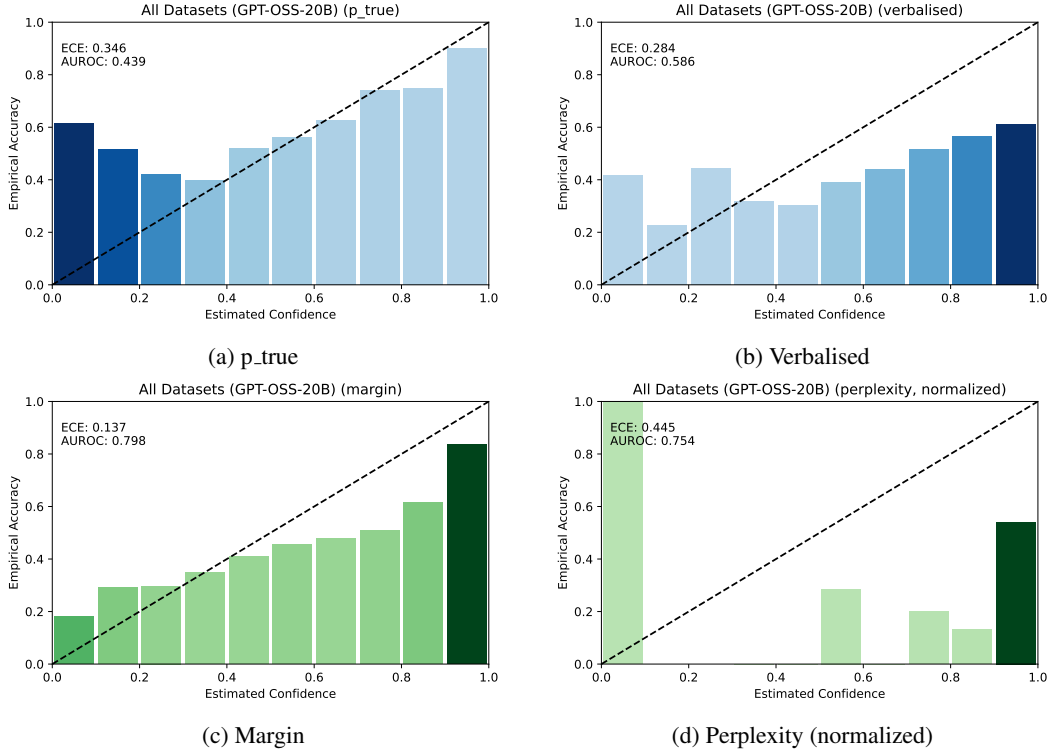 All Datasets (GPT-OSS-20B) (p_true)
1.0
0.8
0.6
0.4
0.2
0.0
Empirical Accuracy
ECE: 0.346
AUROC: 0.439
0.0 0.2 0.4 0.6 0.8 1.0
Estimated Confidence
(a) p_true
All Datasets (GPT-OSS-20B) (verbalised)
1.0
0.8
0.6
0.4
0.2
0.0
Empirical Accuracy
ECE: 0.284
AUROC: 0.586
0.0 0.2 0.4 0.6 0.8 1.0
Estimated Confidence
(b) Verbalised
All Datasets (GPT-OSS-20B) (margin)
1.0
0.8
0.6
0.4
0.2
0.0
Empirical Accuracy
ECE: 0.137
AUROC: 0.798
0.0 0.2 0.4 0.6 0.8 1.0
Estimated Confidence
(c) Margin
All Datasets (GPT-OSS-20B) (perplexity, normalized)
1.0
0.8
0.6
0.4
0.2
0.0
Empirical Accuracy
ECE: 0.445
AUROC: 0.754
0.0 0.2 0.4 0.6 0.8 1.0
Estimated Confidence
(d) Perplexity (normalized)